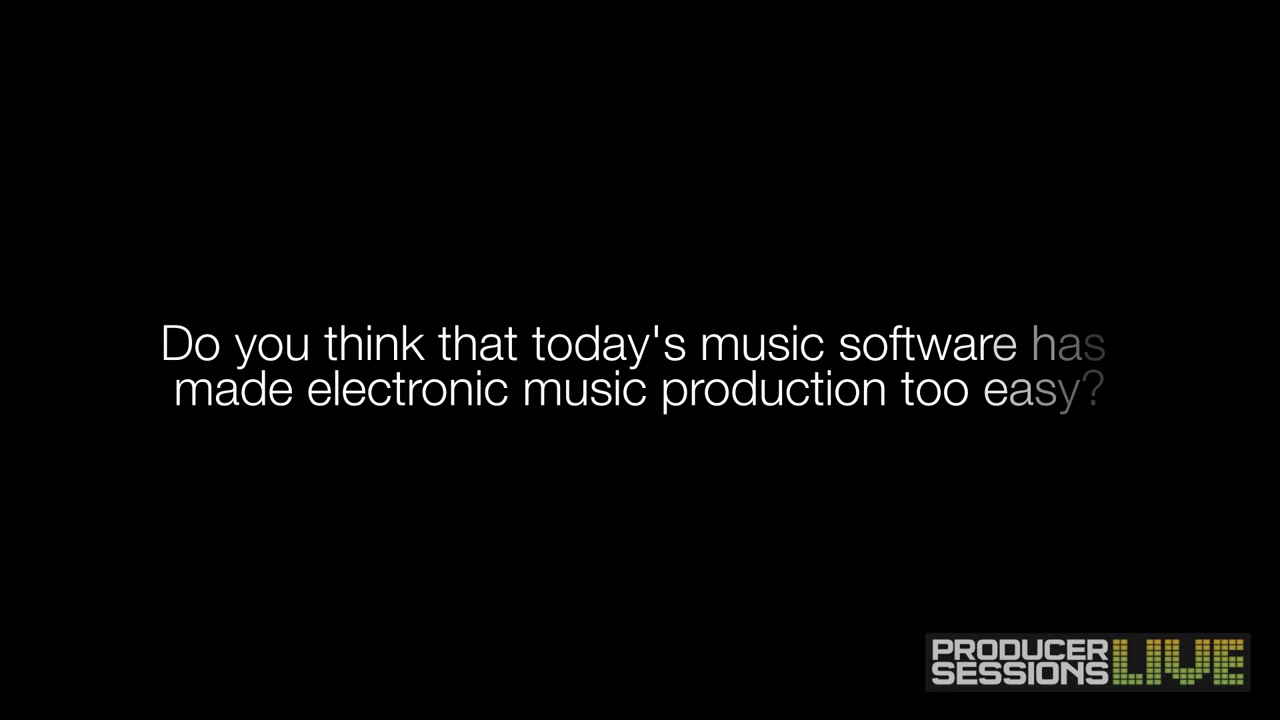 Do you think that today's music software has
made electronic music production too easy?
PRODUCER
SESSIONS LIVE